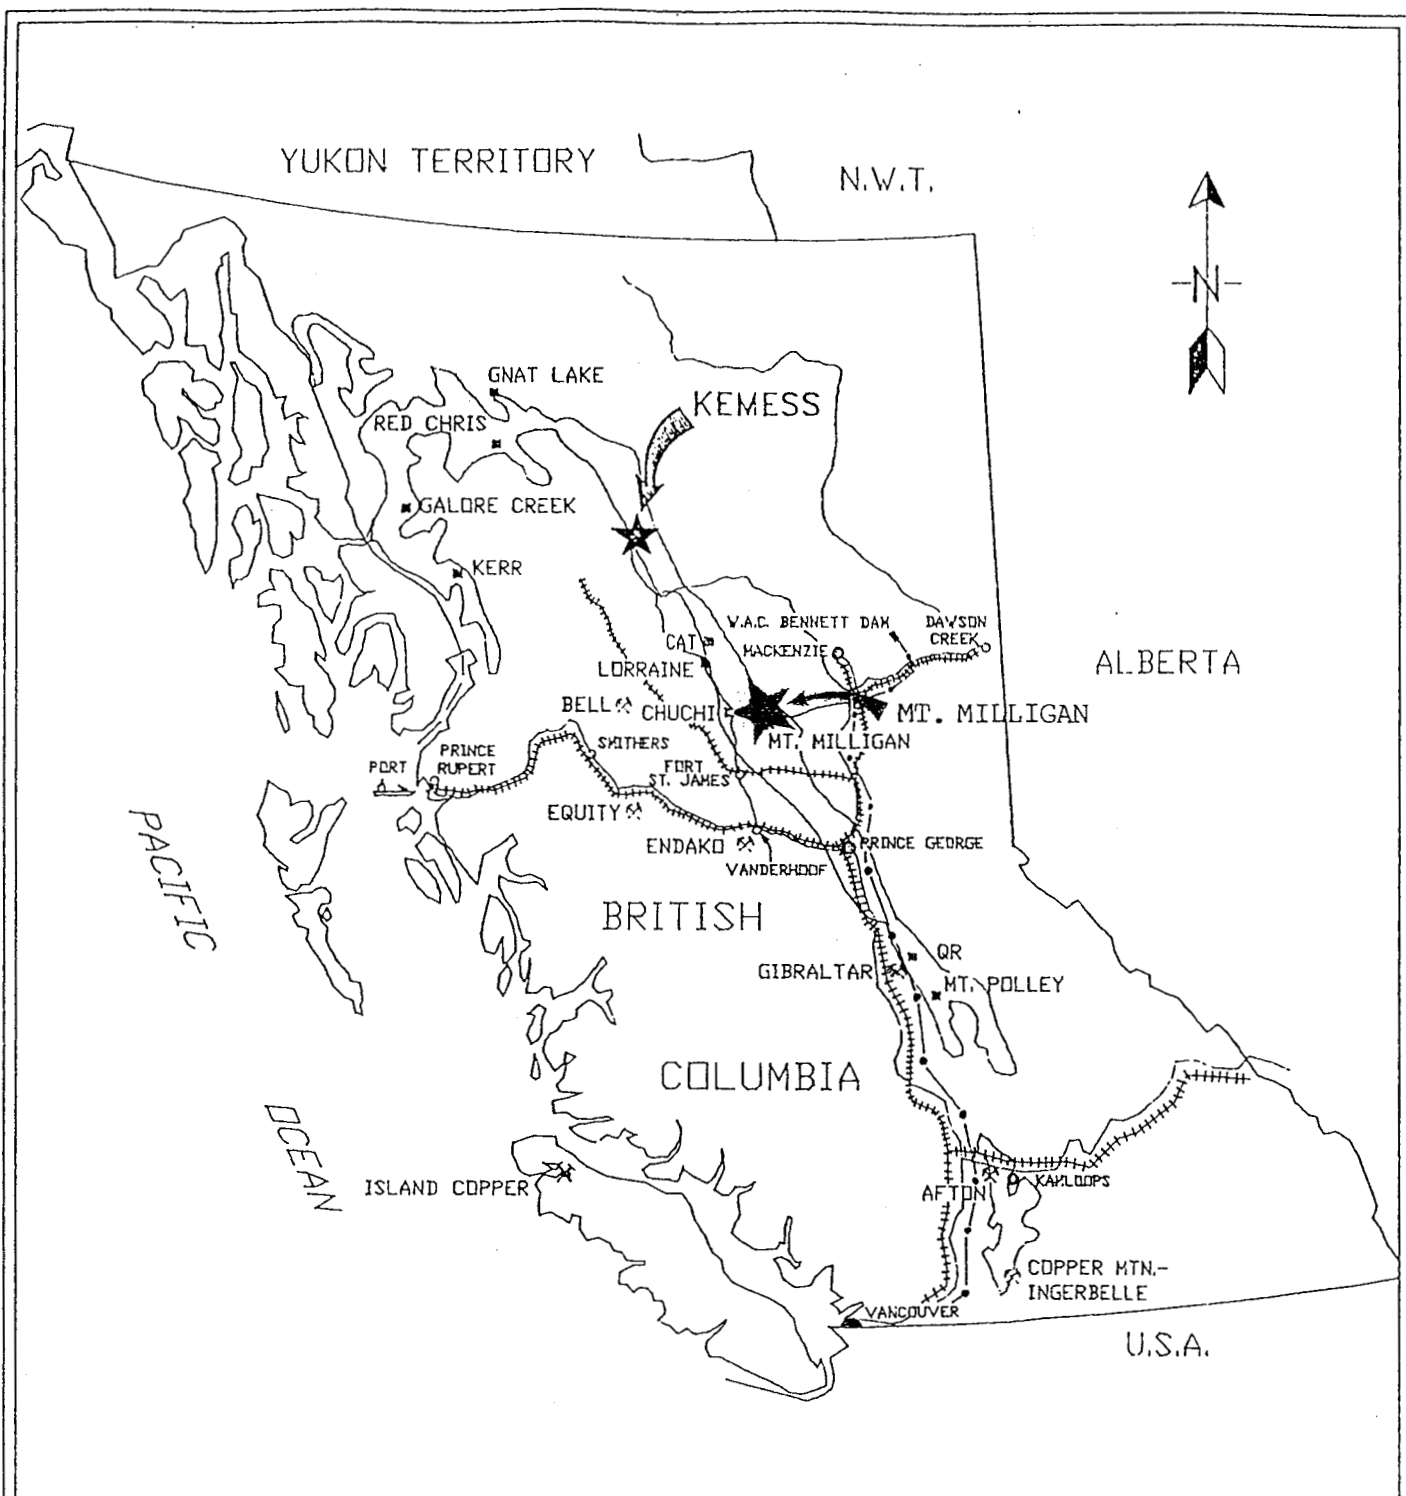 YUKON TERRITORY
N.W.T.
N
GNAT LAKE
KEMESS
RED CHRIS
GALORE CREEK
KERR
W.A.C. BENNETT DAM
DAWSON
CREEK
CAT
MACKENZIE
LORRAINE
ALBERTA
BELL
CHUCHI
MT. MILLIGAN
MT. MILLIGAN
SMITHERS
PRINCE
RUPERT
PORT
FORT
ST. JAMES
EQUITY
ENDAKO
PRINCE GEORGE
VANDERHOOF
PACIFIC
BRITISH
QR
GIBRALTAR
MT. POLLEY
COLUMBIA
OCEAN
ISLAND COPPER
AFTON
KAMLOOPS
COPPER MTN.-
INGERBELLE
VANCOUVER
U.S.A.